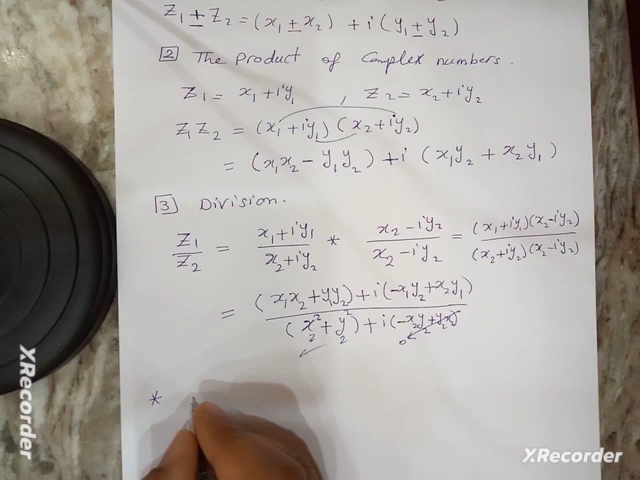 Z₁ ± Z₂ = (x₁ ± x₂) + i (y₁ ± y₂)
[2] The product of Complex numbers.
Z₁ = x₁ + iy₁ , Z₂ = x₂ + iy₂
Z₁ Z₂ = (x₁ + iy₁) (x₂ + iy₂)
= (x₁x₂ - y₁y₂) + i (x₁y₂ + x₂y₁)
[3] Division.
Z₁/Z₂ = (x₁ + iy₁)/(x₂ + iy₂) * (x₂ - iy₂)/(x₂ - iy₂) = (x₁ + iy₁)(x₂ - iy₂)/(x₂ + iy₂)(x₂ - iy₂)
= (x₁x₂ + y₁y₂) + i(-x₁y₂ + x₂y₁)
(x₂² + y₂²) + i(-x₂y₂ + y₂x₂) 0
*
XRecorder
XRecorder